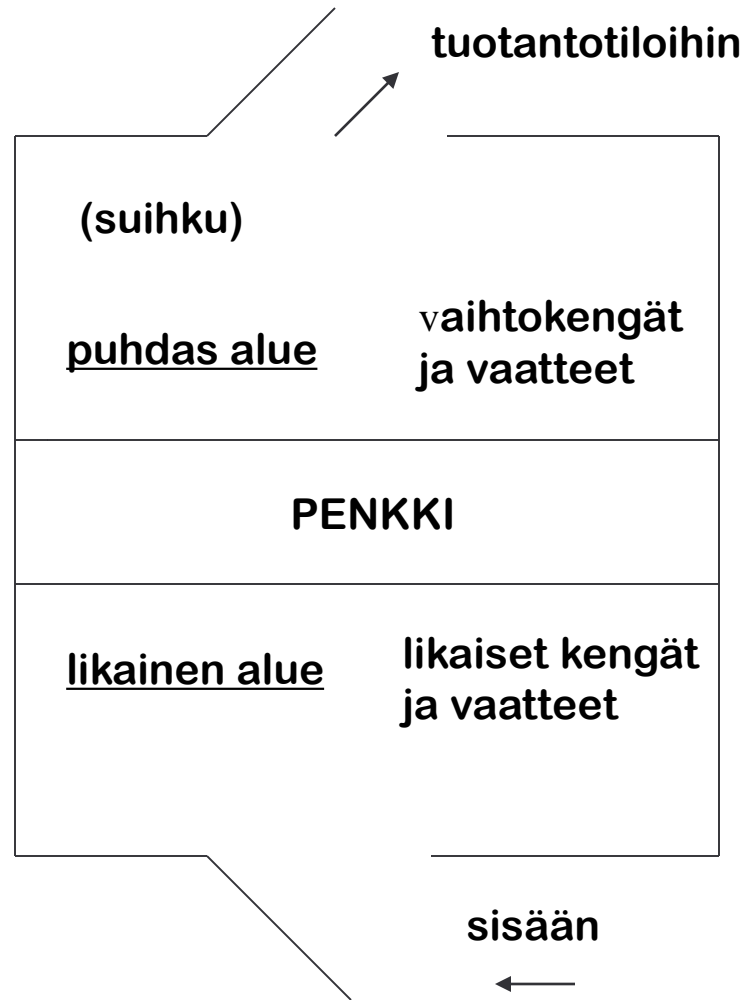 tuotantotiloihin
(suihku)
vaihtokengät
puhdas alue
ja vaatteet
PENKKI
likaiset kengät
likainen alue
ja vaatteet
sisään